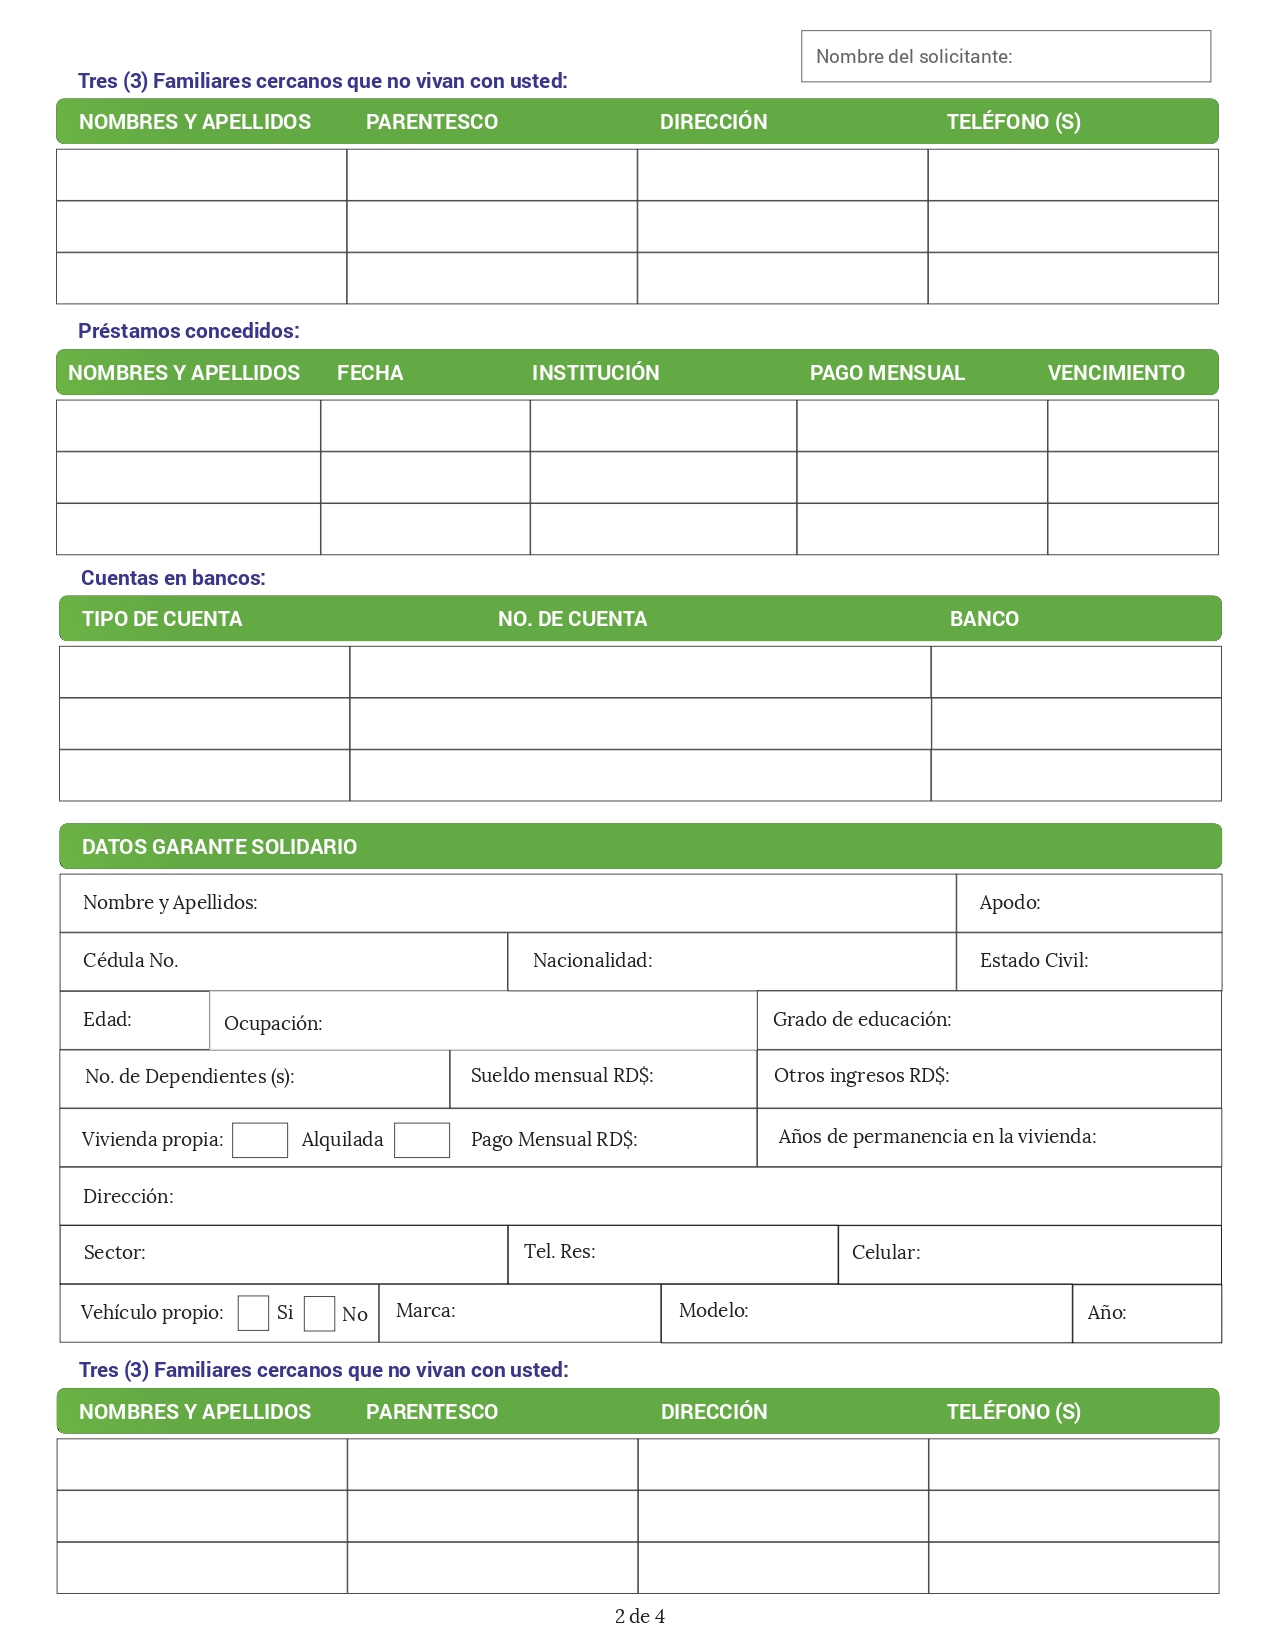 Nombre del solicitante:
Tres (3) Familiares cercanos que no vivan con usted:
NOMBRES Y APELLIDOS PARENTESCO DIRECCIÓN TELÉFONO (S)
Préstamos concedidos:
NOMBRES Y APELLIDOS FECHA INSTITUCIÓN PAGO MENSUAL VENCIMIENTO
Cuentas en bancos:
TIPO DE CUENTA NO. DE CUENTA BANCO
DATOS GARANTE SOLIDARIO
Nombre y Apellidos: Apodo:
Cédula No. Nacionalidad: Estado Civil:
Edad: Ocupación: Grado de educación:
No. de Dependientes (s): Sueldo mensual RD$: Otros ingresos RD$:
Vivienda propia: Alquilada Pago Mensual RD$: Años de permanencia en la vivienda:
Dirección:
Sector: Tel. Res: Celular:
Vehículo propio: Si No Marca: Modelo: Año:
Tres (3) Familiares cercanos que no vivan con usted:
NOMBRES Y APELLIDOS PARENTESCO DIRECCIÓN TELÉFONO (S)
2 de 4